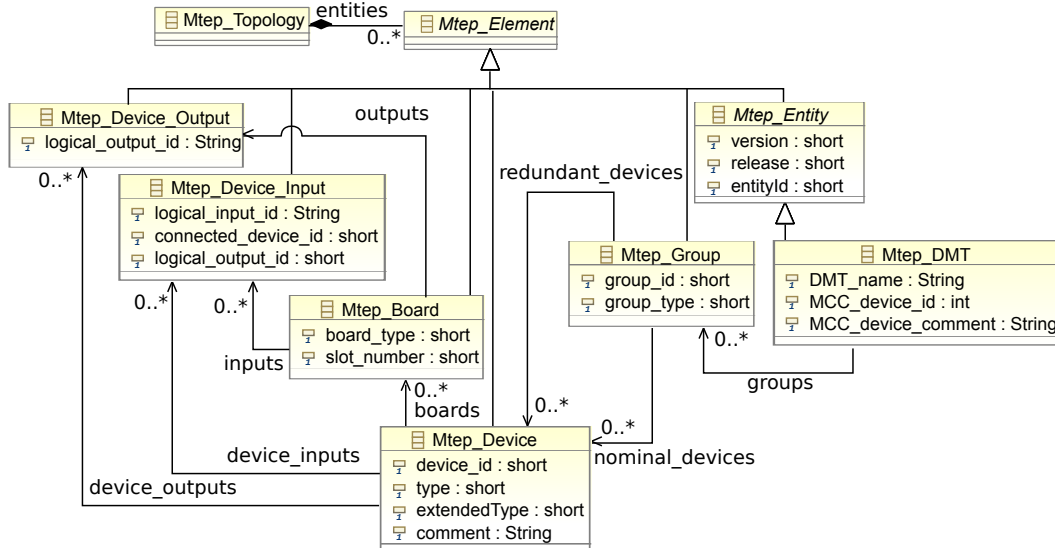 entities
Mtep_Topology
Mtep_Element
0..*
Mtep_Device_Output
logical_output_id : String
outputs
Mtep_Entity
version : short
release : short
entityId : short
0..*
Mtep_Device_Input
logical_input_id : String
connected_device_id : short
logical_output_id : short
redundant_devices
Mtep_Group
group_id : short
group_type : short
Mtep_DMT
DMT_name : String
MCC_device_id : int
MCC_device_comment : String
0..*
0..*
Mtep_Board
board_type : short
slot_number : short
0..*
inputs
groups
0..*
boards
0..*
0..*
Mtep_Device
device_id : short
type : short
extendedType : short
comment : String
device_inputs
nominal_devices
device_outputs